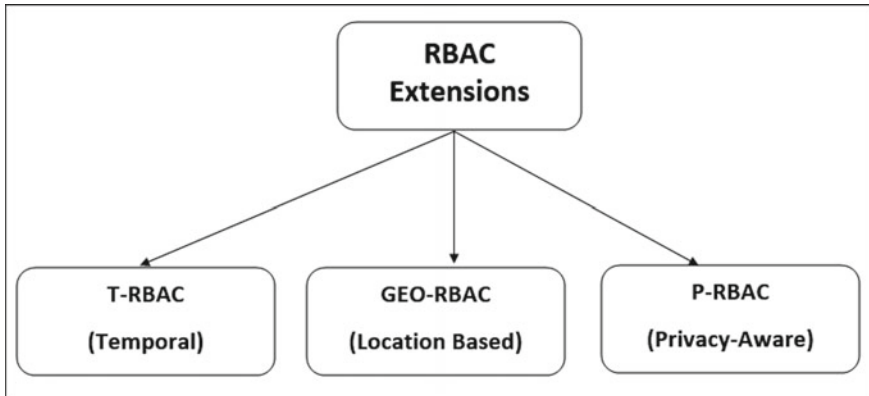 RBAC
Extensions
T-RBAC
(Temporal)
GEO-RBAC
(Location Based)
P-RBAC
(Privacy-Aware)